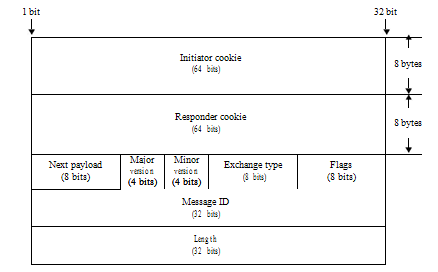 1 bit
32 bit
Initiator cookie
(64 bits)
8 bytes
Responder cookie
(64 bits)
8 bytes
Next payload
(8 bits)
Major
version
(4 bits)
Minor
version
(4 bits)
Exchange type
(8 bits)
Flags
(8 bits)
Message ID
(32 bits)
Length
(32 bits)